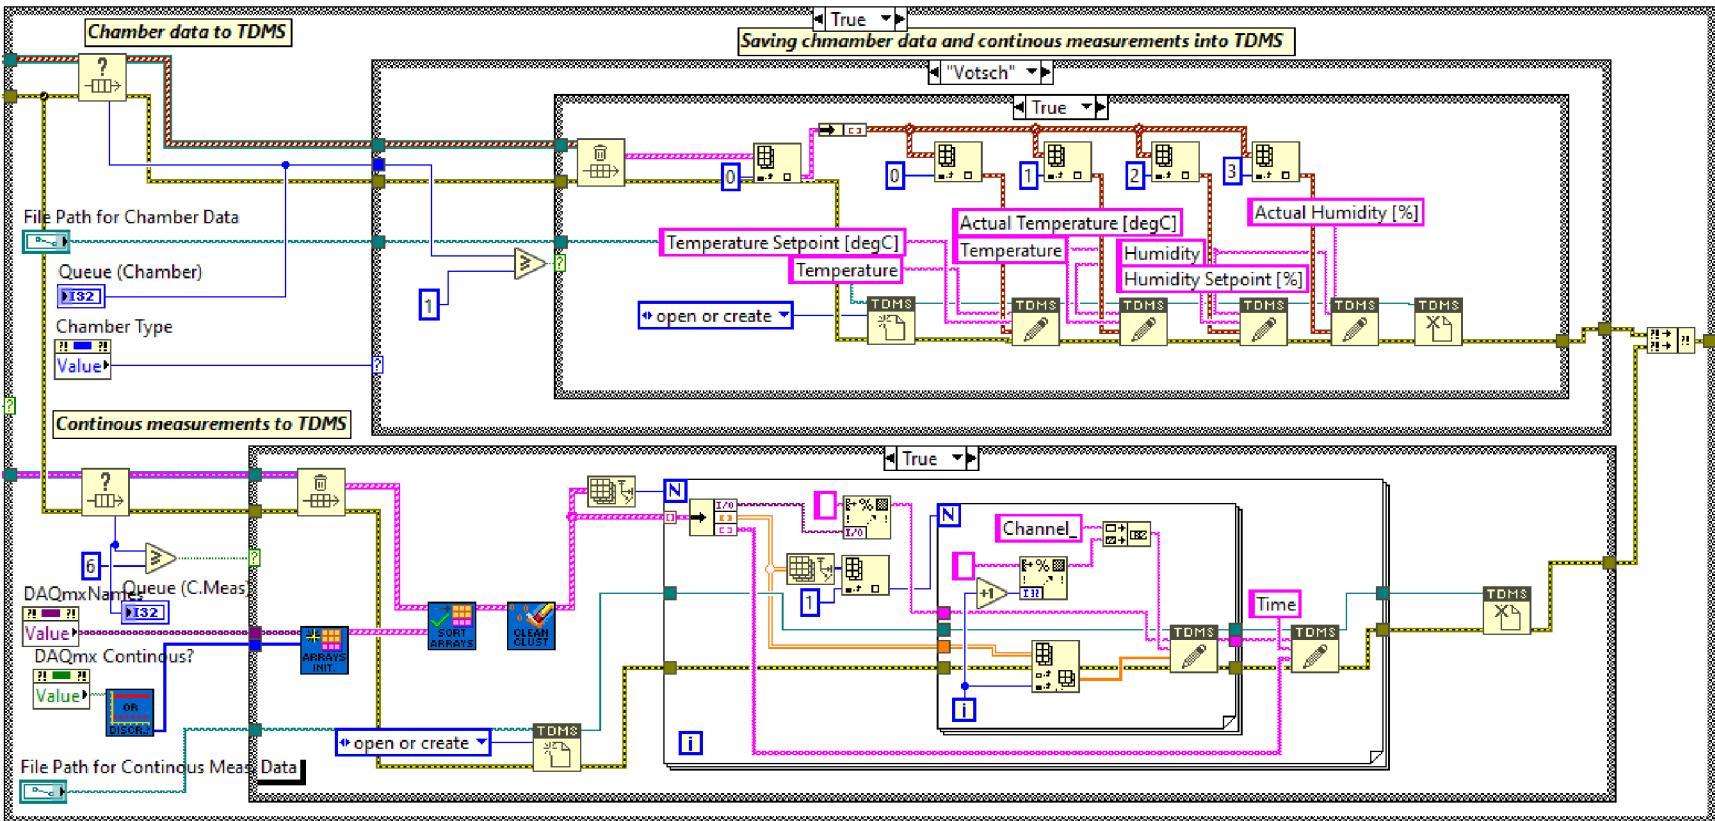 True
Chamber data to TDMS
Saving chmamber data and continous measurements into TDMS
"Votsch"
True
?
0
0
1
2
3
File Path for Chamber Data
Temperature Setpoint [degC]
Actual Temperature [degC]
Actual Humidity [%]
Temperature
Temperature
Humidity
Humidity Setpoint [%]
Queue (Chamber)
I32
1
open or create
TDMS
TDMS
TDMS
TDMS
TDMS
TDMS
Chamber Type
Value
?
?
?
Continous measurements to TDMS
True
?
N
I/O
I/O
N
Channel_
6
?
1
+1
I32
DAQmxNames
Queue (C.Meas)
I32
Value
ARRAYS INIT.
SORT ARRAYS
CLEAN CLUST
Time
TDMS
TDMS
TDMS
DAQmx Continous?
Value
OR
DISCR.?
i
i
open or create
TDMS
File Path for Continous Meas. Data